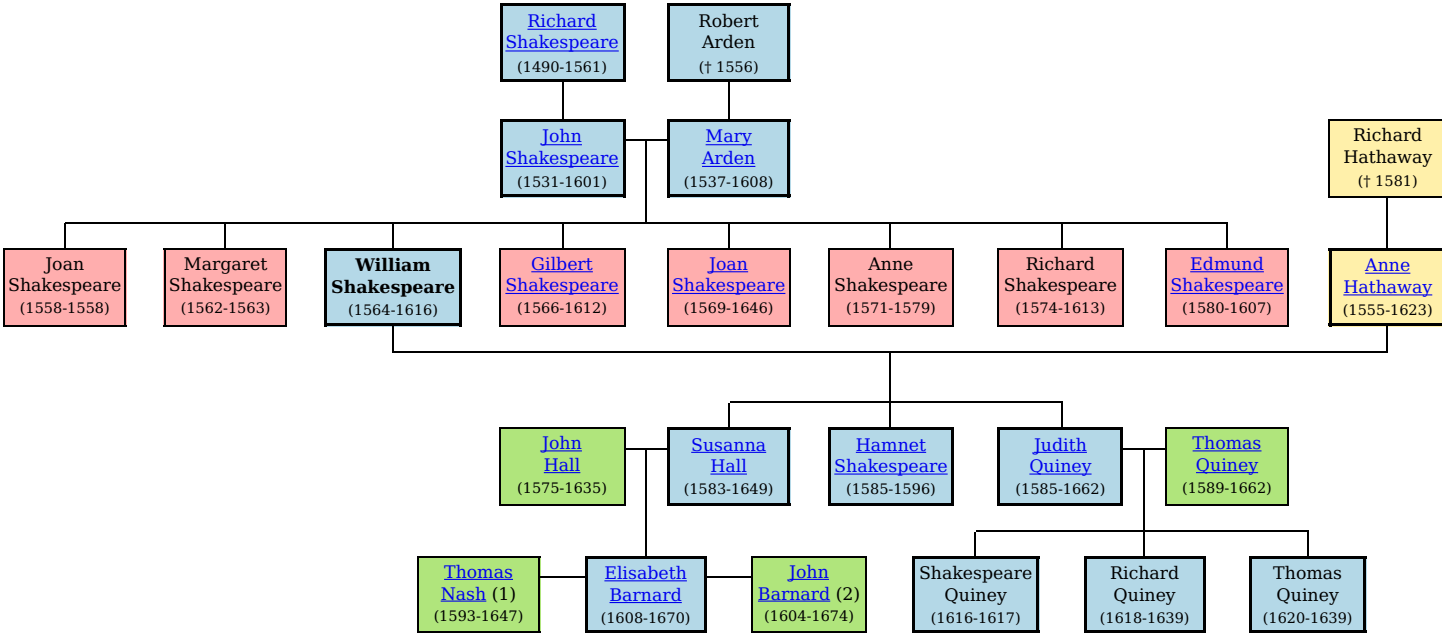 Richard
Shakespeare
(1490-1561)
Robert
Arden
(† 1556)
John
Shakespeare
(1531-1601)
Mary
Arden
(1537-1608)
Richard
Hathaway
(† 1581)
Joan
Shakespeare
(1558-1558)
Margaret
Shakespeare
(1562-1563)
William
Shakespeare
(1564-1616)
Gilbert
Shakespeare
(1566-1612)
Joan
Shakespeare
(1569-1646)
Anne
Shakespeare
(1571-1579)
Richard
Shakespeare
(1574-1613)
Edmund
Shakespeare
(1580-1607)
Anne
Hathaway
(1555-1623)
John
Hall
(1575-1635)
Susanna
Hall
(1583-1649)
Hamnet
Shakespeare
(1585-1596)
Judith
Quiney
(1585-1662)
Thomas
Quiney
(1589-1662)
Thomas
Nash (1)
(1593-1647)
Elisabeth
Barnard
(1608-1670)
John
Barnard (2)
(1604-1674)
Shakespeare
Quiney
(1616-1617)
Richard
Quiney
(1618-1639)
Thomas
Quiney
(1620-1639)